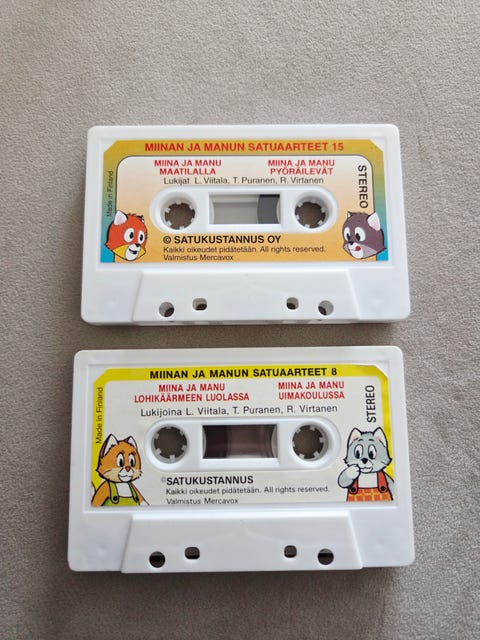 MIINAN JA MANUN SATUAARTEET 15
MIINA JA MANU MAATILALLA
MIINA JA MANU PYÖRÄILEVÄT
Lukijat L. Viitala, T. Puranen, R. Virtanen
Made in Finland
STEREO
© SATUKUSTANNUS OY
Kaikki oikeudet pidätetään. All rights reserved.
Valmistus Mercavox
MIINAN JA MANUN SATUAARTEET 8
MIINA JA MANU LOHIKÄÄRMEEN LUOLASSA
MIINA JA MANU UIMAKOULUSSA
Lukijoina L. Viitala, T. Puranen, R. Virtanen
Made in Finland
STEREO
©SATUKUSTANNUS
Kaikki oikeudet pidätetään. All rights reserved.
Valmistus Mercavox